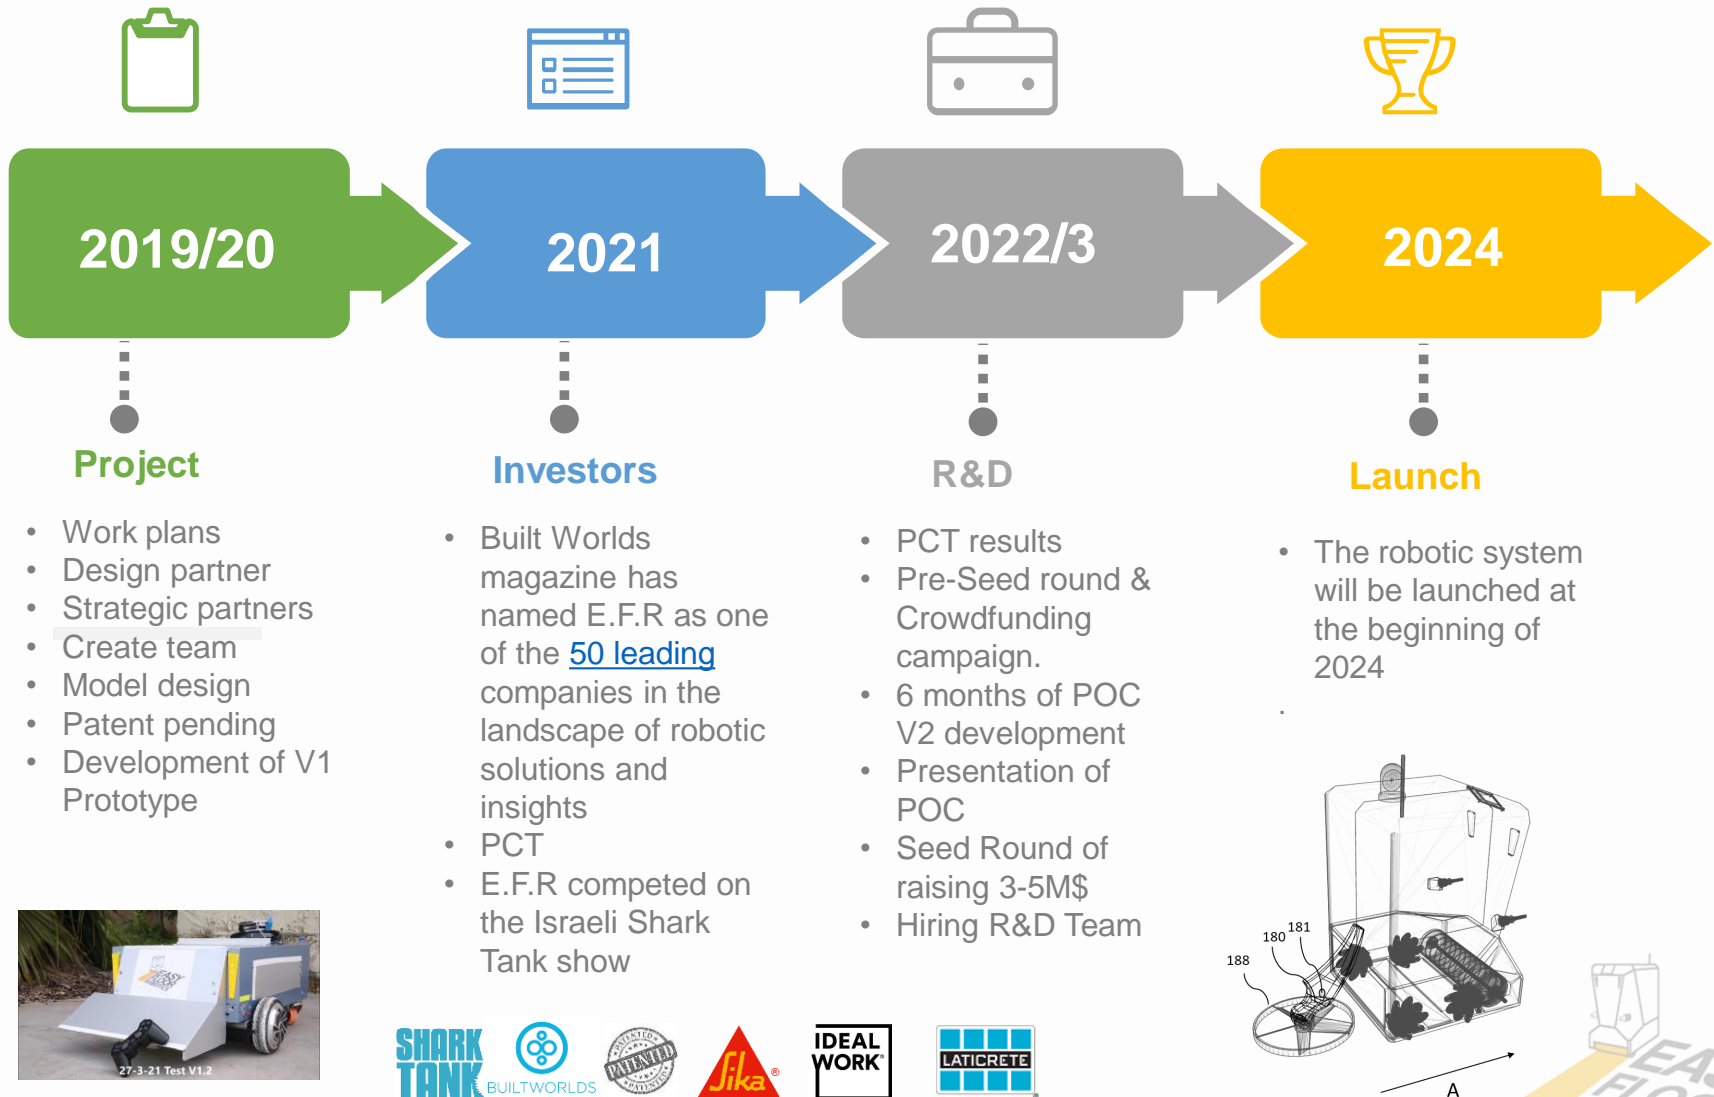 2019/20
2021
2022/3
2024
Project
• Work plans
• Design partner
• Strategic partners
• Create team
• Model design
• Patent pending
• Development of V1
Prototype
Investors
• Built Worlds
magazine has
named E.F.R as one
of the 50 leading
companies in the
landscape of robotic
solutions and
insights
• PCT
• E.F.R competed on
the Israeli Shark
Tank show
R&D
• PCT results
• Pre-Seed round &
Crowdfunding
campaign.
• 6 months of POC
V2 development
• Presentation of
POC
• Seed Round of
raising 3-5M$
• Hiring R&D Team
Launch
• The robotic system
will be launched at
the beginning of
2024
.
EASY
FLOOR
27-3-21 Test V1.2
SHARK
TANK
BUILTWORLDS
PATENTED
PATENTED
PATENTED
Sika®
IDEAL
WORK®
LATICRETE
188
180
181
A